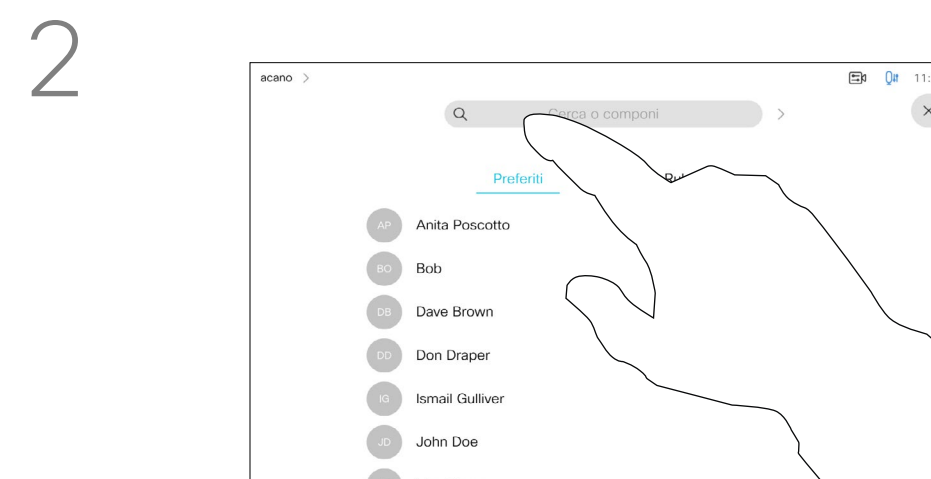 2
acano >
11:
Cerca o componi >
Preferiti
AP Anita Poscotto
BO Bob
DB Dave Brown
DD Don Draper
IG Ismail Gulliver
JD John Doe